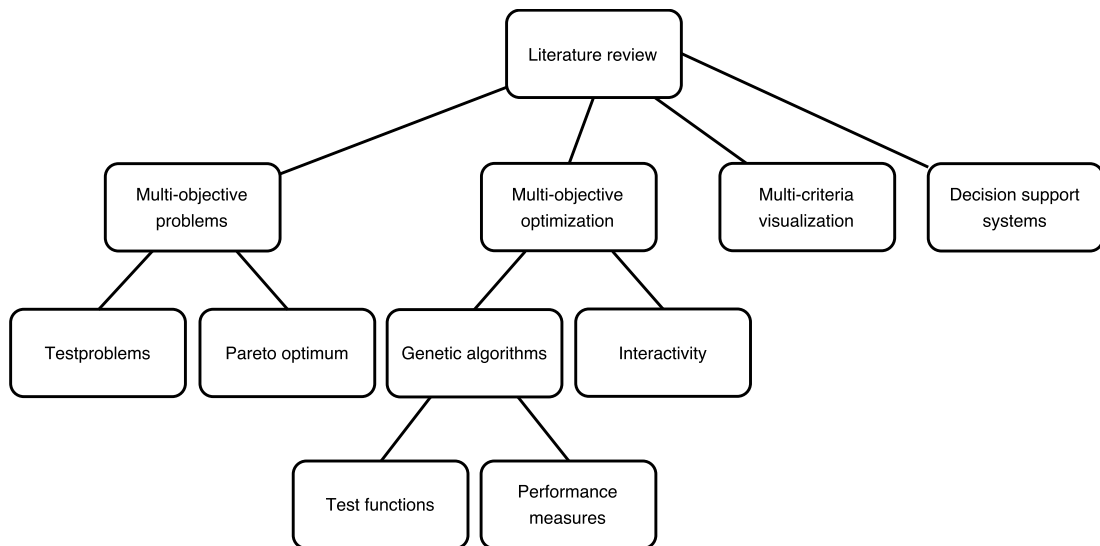 Literature review
Multi-objective
problems
Multi-objective
optimization
Multi-criteria
visualization
Decision support
systems
Testproblems
Pareto optimum
Genetic algorithms
Interactivity
Test functions
Performance
measures